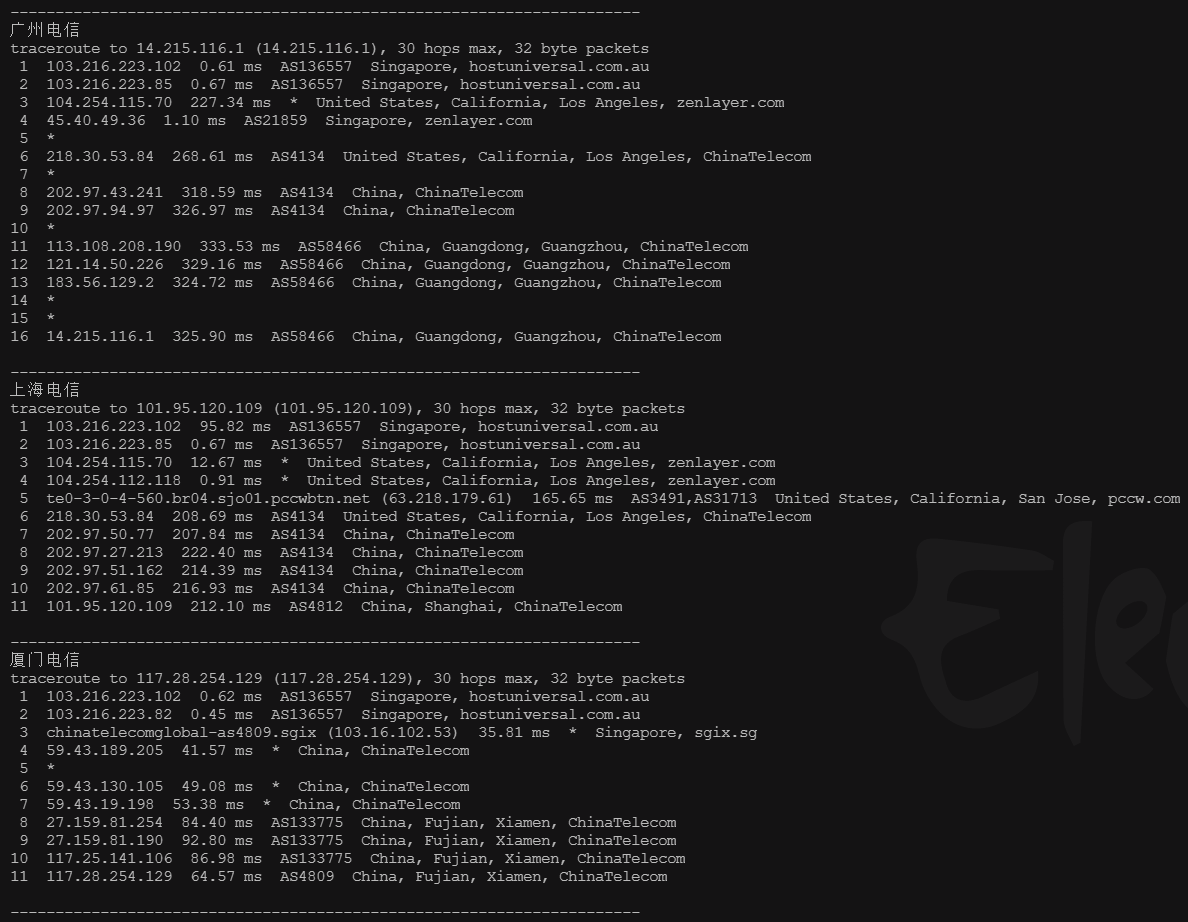 ----------------------------------------------------------------------
广州电信
traceroute to 14.215.116.1 (14.215.116.1), 30 hops max, 32 byte packets
 1  103.216.223.102  0.61 ms  AS136557  Singapore, hostuniversal.com.au
 2  103.216.223.85  0.67 ms  AS136557  Singapore, hostuniversal.com.au
 3  104.254.115.70  227.34 ms  *  United States, California, Los Angeles, zenlayer.com
 4  45.40.49.36  1.10 ms  AS21859  Singapore, zenlayer.com
 5  *
 6  218.30.53.84  268.61 ms  AS4134  United States, California, Los Angeles, ChinaTelecom
 7  *
 8  202.97.43.241  318.59 ms  AS4134  China, ChinaTelecom
 9  202.97.94.97  326.97 ms  AS4134  China, ChinaTelecom
10  *
11  113.108.208.190  333.53 ms  AS58466  China, Guangdong, Guangzhou, ChinaTelecom
12  121.14.50.226  329.16 ms  AS58466  China, Guangdong, Guangzhou, ChinaTelecom
13  183.56.129.2  324.72 ms  AS58466  China, Guangdong, Guangzhou, ChinaTelecom
14  *
15  *
16  14.215.116.1  325.90 ms  AS58466  China, Guangdong, Guangzhou, ChinaTelecom
----------------------------------------------------------------------
上海电信
traceroute to 101.95.120.109 (101.95.120.109), 30 hops max, 32 byte packets
 1  103.216.223.102  95.82 ms  AS136557  Singapore, hostuniversal.com.au
 2  103.216.223.85  0.67 ms  AS136557  Singapore, hostuniversal.com.au
 3  104.254.115.70  12.67 ms  *  United States, California, Los Angeles, zenlayer.com
 4  104.254.112.118  0.91 ms  *  United States, California, Los Angeles, zenlayer.com
 5  te0-3-0-4-560.br04.sjo01.pccwbtn.net (63.218.179.61)  165.65 ms  AS3491,AS31713  United States, California, San Jose, pccw.com
 6  218.30.53.84  208.69 ms  AS4134  United States, California, Los Angeles, ChinaTelecom
 7  202.97.50.77  207.84 ms  AS4134  China, ChinaTelecom
 8  202.97.27.213  222.40 ms  AS4134  China, ChinaTelecom
 9  202.97.51.162  214.39 ms  AS4134  China, ChinaTelecom
10  202.97.61.85  216.93 ms  AS4134  China, ChinaTelecom
11  101.95.120.109  212.10 ms  AS4812  China, Shanghai, ChinaTelecom
----------------------------------------------------------------------
厦门电信
traceroute to 117.28.254.129 (117.28.254.129), 30 hops max, 32 byte packets
 1  103.216.223.102  0.62 ms  AS136557  Singapore, hostuniversal.com.au
 2  103.216.223.82  0.45 ms  AS136557  Singapore, hostuniversal.com.au
 3  chinatelecomglobal-as4809.sgix (103.16.102.53)  35.81 ms  *  Singapore, sgix.sg
 4  59.43.189.205  41.57 ms  *  China, ChinaTelecom
 5  *
 6  59.43.130.105  49.08 ms  *  China, ChinaTelecom
 7  59.43.19.198  53.38 ms  *  China, ChinaTelecom
 8  27.159.81.254  84.40 ms  AS133775  China, Fujian, Xiamen, ChinaTelecom
 9  27.159.81.190  92.80 ms  AS133775  China, Fujian, Xiamen, ChinaTelecom
10  117.25.141.106  86.98 ms  AS133775  China, Fujian, Xiamen, ChinaTelecom
11  117.28.254.129  64.57 ms  AS4809  China, Fujian, Xiamen, ChinaTelecom
----------------------------------------------------------------------